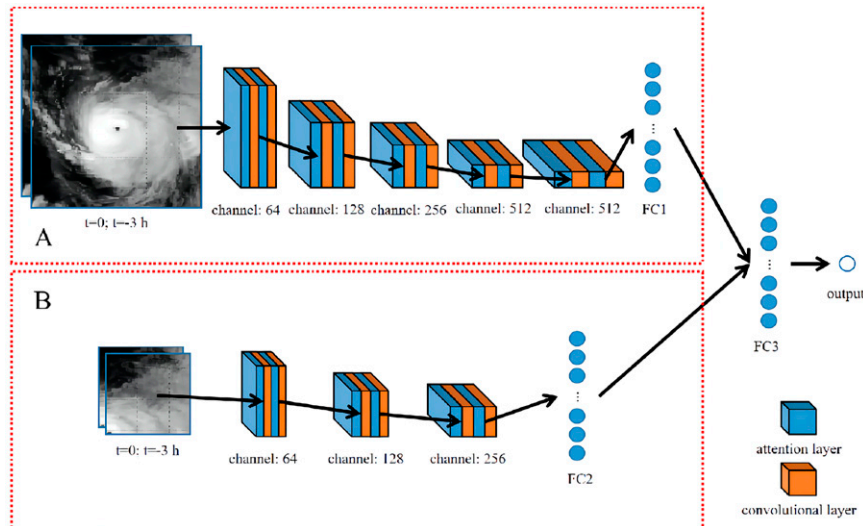 t=0; t=-3 h
A
channel: 64
channel: 128
channel: 256
channel: 512
channel: 512
FC1
B
t=0: t=-3 h
channel: 64
channel: 128
channel: 256
FC2
FC3
output
attention layer
convolutional layer